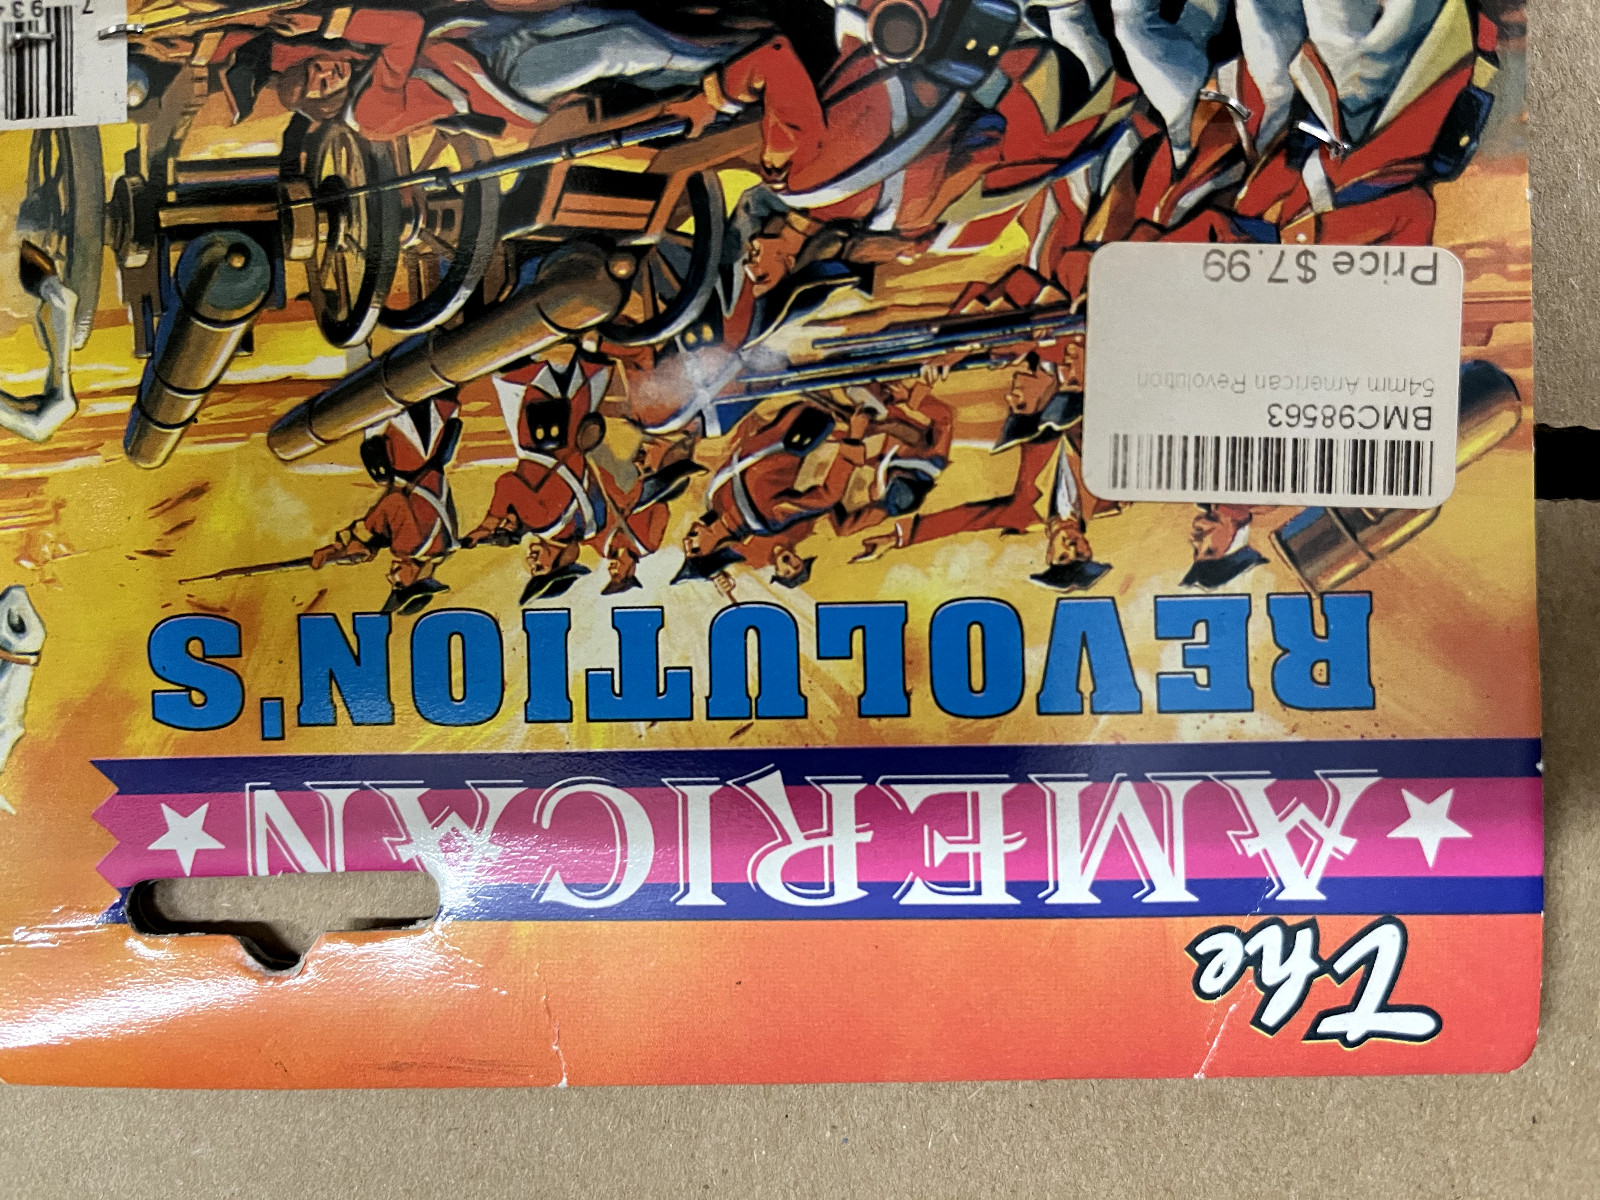 The
AMERICAN
REVOLUTION'S
BMC98563
54mm American Revolution
Price $7.99